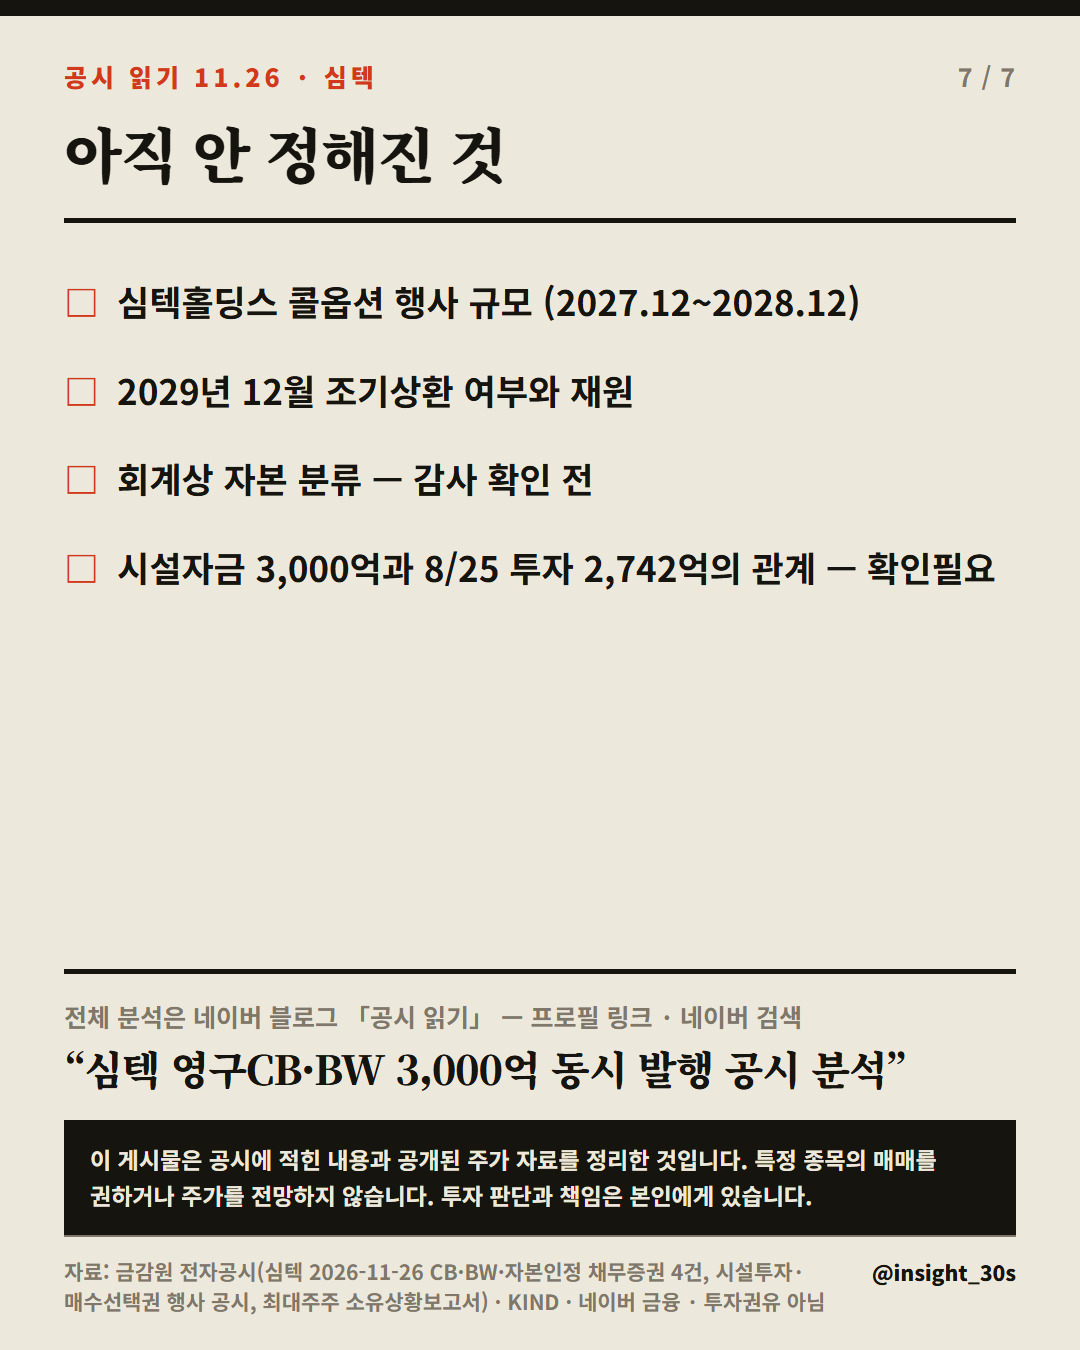 공시 읽기 11.26 · 심텍
7 / 7
아직 안 정해진 것
□ 심텍홀딩스 콜옵션 행사 규모 (2027.12~2028.12)
□ 2029년 12월 조기상환 여부와 재원
□ 회계상 자본 분류 — 감사 확인 전
□ 시설자금 3,000억과 8/25 투자 2,742억의 관계 — 확인필요
전체 분석은 네이버 블로그 「공시 읽기」 — 프로필 링크 · 네이버 검색
“심텍 영구CB·BW 3,000억 동시 발행 공시 분석”
이 게시물은 공시에 적힌 내용과 공개된 주가 자료를 정리한 것입니다. 특정 종목의 매매를
권하거나 주가를 전망하지 않습니다. 투자 판단과 책임은 본인에게 있습니다.
자료: 금감원 전자공시(심텍 2026-11-26 CB·BW·자본인정 채무증권 4건, 시설투자·
매수선택권 행사 공시, 최대주주 소유상황보고서) · KIND · 네이버 금융 · 투자권유 아님
@insight_30s